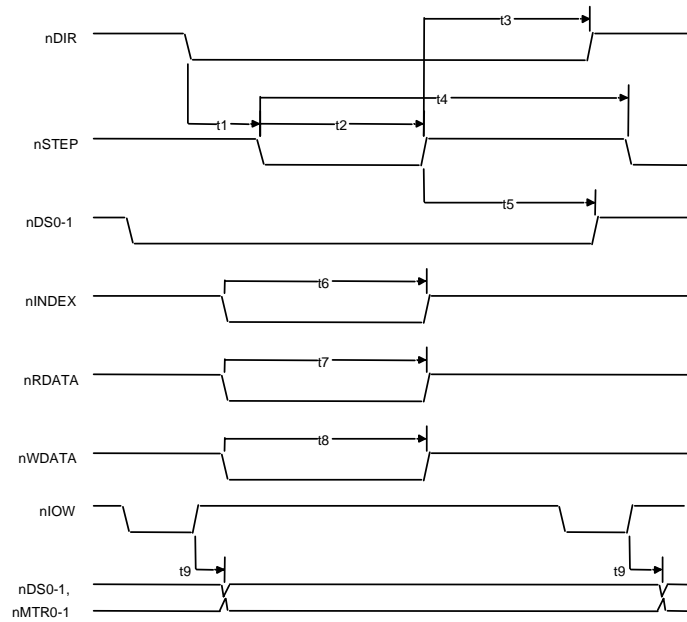 t3
nDIR
t4
t1
t2
nSTEP
t5
nDS0-1
t6
nINDEX
t7
nRDATA
t8
nWDATA
nIOW
t9
t9
nDS0-1,
nMTR0-1